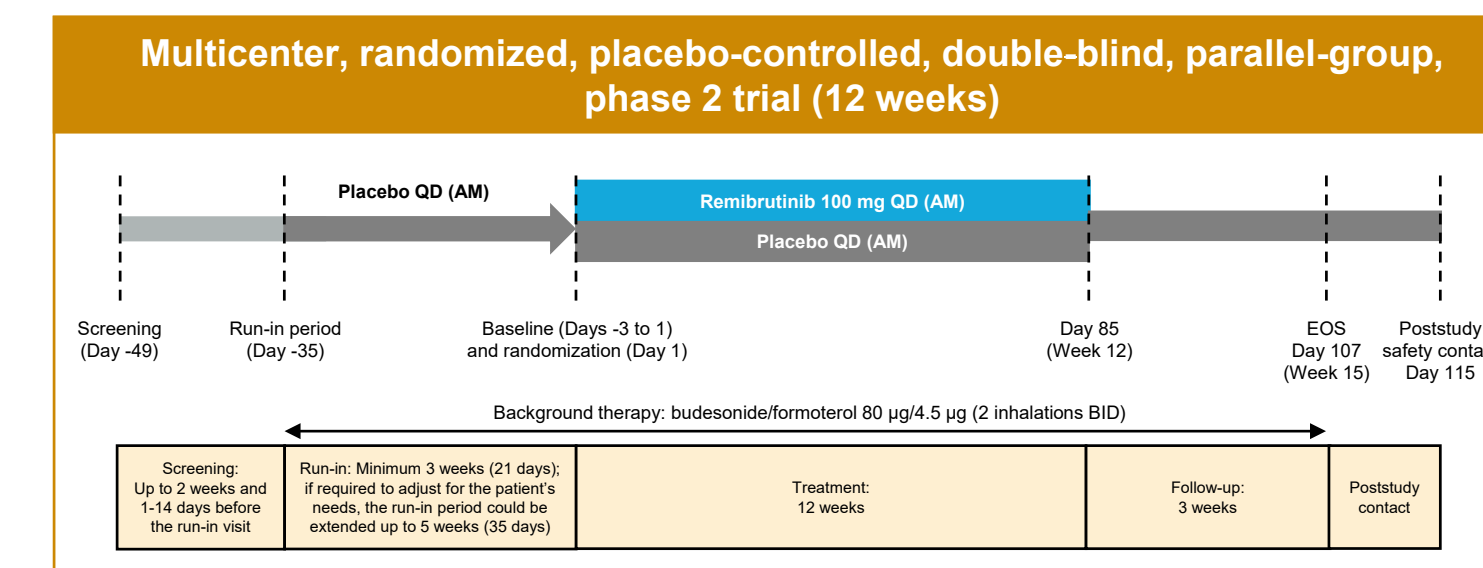 Multicenter, randomized, placebo-controlled, double-blind, parallel-group,
phase 2 trial (12 weeks)
Placebo QD (AM)
Remibrutinib 100 mg QD (AM)
Placebo QD (AM)
Screening
(Day -49)
Run-in period
(Day -35)
Baseline (Days -3 to 1)
and randomization (Day 1)
Day 85
(Week 12)
EOS
Day 107
(Week 15)
Poststudy
safety conta
Day 115
Background therapy: budesonide/formoterol 80 µg/4.5 µg (2 inhalations BID)
Screening:
Up to 2 weeks and
1-14 days before
the run-in visit
Run-in: Minimum 3 weeks (21 days);
if required to adjust for the patient’s
needs, the run-in period could be
extended up to 5 weeks (35 days)
Treatment:
12 weeks
Follow-up:
3 weeks
Poststudy
contact